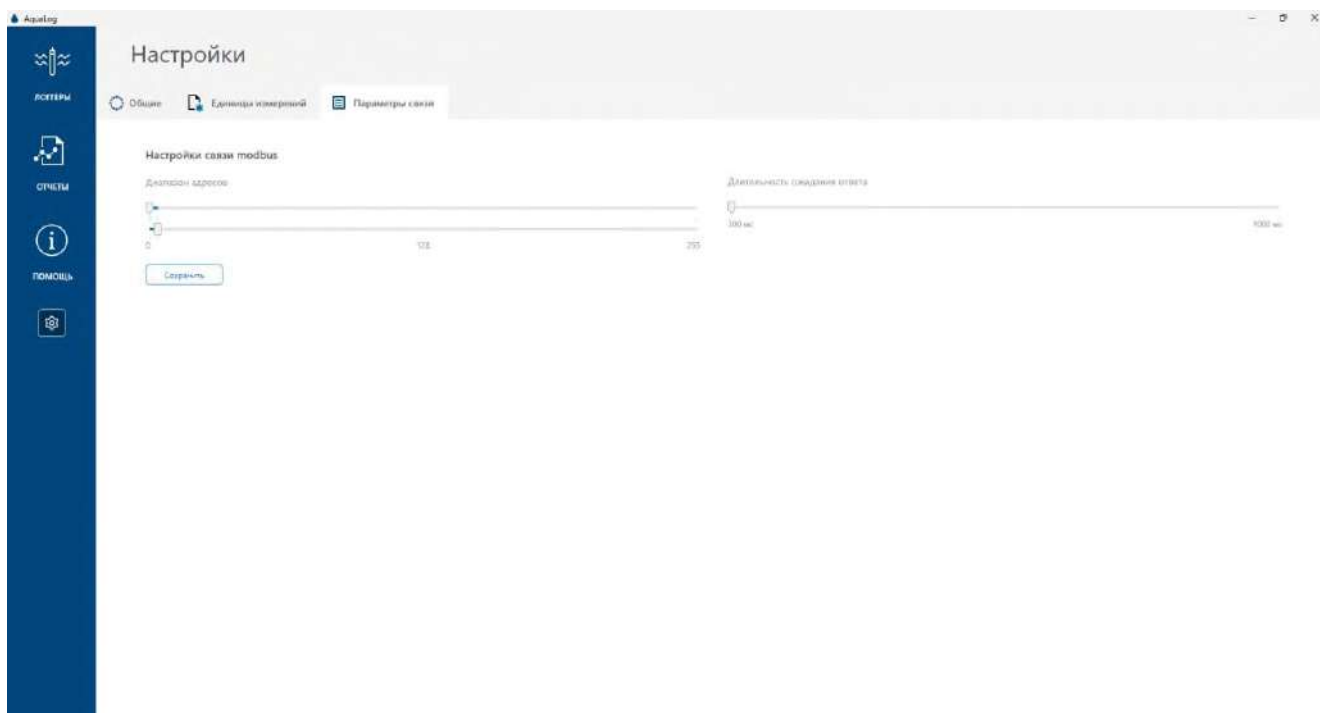 AquaLog
Настройки
ЛОГГЕРЫ
Общие
Единицы измерений
Параметры связи
Настройки связи modbus
Диапазон адресов
Длительность ожидания ответа
ОТЧЕТЫ
0
128
255
Сохранить
ПОМОЩЬ